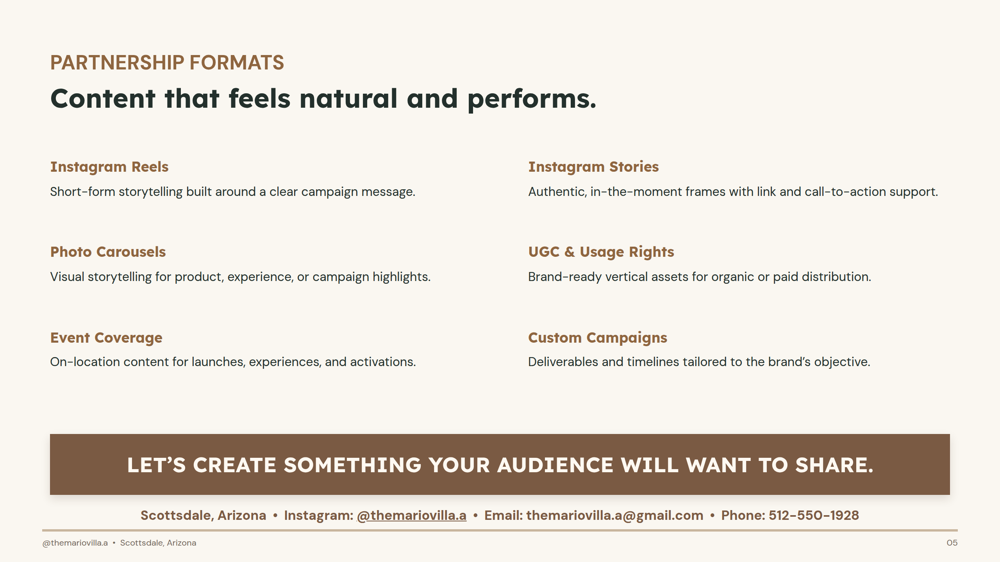 PARTNERSHIP FORMATS
Content that feels natural and performs.
Instagram Reels
Short-form storytelling built around a clear campaign message.
Instagram Stories
Authentic, in-the-moment frames with link and call-to-action support.
Photo Carousels
Visual storytelling for product, experience, or campaign highlights.
UGC & Usage Rights
Brand-ready vertical assets for organic or paid distribution.
Event Coverage
On-location content for launches, experiences, and activations.
Custom Campaigns
Deliverables and timelines tailored to the brand’s objective.
LET’S CREATE SOMETHING YOUR AUDIENCE WILL WANT TO SHARE.
Scottsdale, Arizona • Instagram: @themariovilla.a • Email: themariovilla.a@gmail.com • Phone: 512-550-1928
@themariovilla.a • Scottsdale, Arizona
05